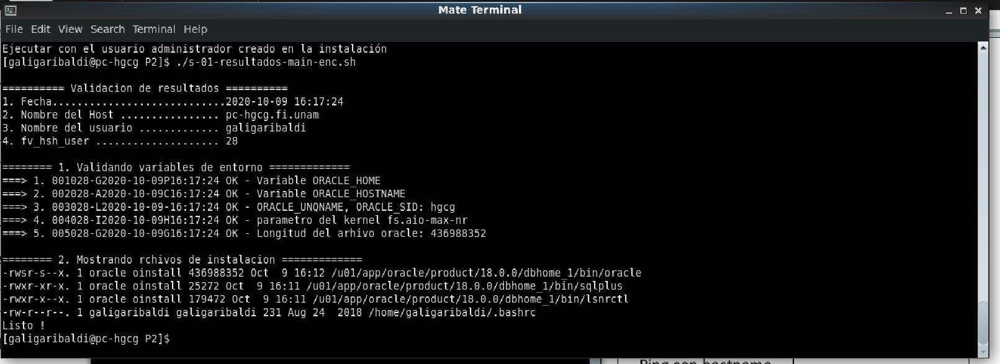 Mate Terminal
File Edit View Search Terminal Help
Ejecutar con el usuario administrador creado en la instalación
[galigaribaldi@pc-hgcg P2]$ ./s-01-resultados-main-enc.sh
========== Validacion de resultados ==========
1. Fecha............................2020-10-09 16:17:24
2. Nombre del Host ................ pc-hgcg.fi.unam
3. Nombre del usuario ............. galigaribaldi
4. fv_hsh_user .................... 28
======== 1. Validando variables de entorno =============
===> 1. 001028-G2020-10-09P16:17:24 OK - Variable ORACLE_HOME
===> 2. 002028-A2020-10-09C16:17:24 OK - Variable ORACLE_HOSTNAME
===> 3. 003028-L2020-10-09-16:17:24 OK - ORACLE_UNQNAME, ORACLE_SID: hgcg
===> 4. 004028-I2020-10-09H16:17:24 OK - parametro del kernel fs.aio-max-nr
===> 5. 005028-G2020-10-09G16:17:24 OK - Longitud del arhivo oracle: 436988352
======== 2. Mostrando rchivos de instalacion =============
-rwsr-s--x. 1 oracle oinstall 436988352 Oct  9 16:12 /u01/app/oracle/product/18.0.0/dbhome_1/bin/oracle
-rwxr-xr-x. 1 oracle oinstall 25272 Oct  9 16:11 /u01/app/oracle/product/18.0.0/dbhome_1/bin/sqlplus
-rwxr-x--x. 1 oracle oinstall 179472 Oct  9 16:11 /u01/app/oracle/product/18.0.0/dbhome_1/bin/lsnrctl
-rw-r--r--. 1 galigaribaldi galigaribaldi 231 Aug 24  2018 /home/galigaribaldi/.bashrc
Listo !
[galigaribaldi@pc-hgcg P2]$
Ping con hostname